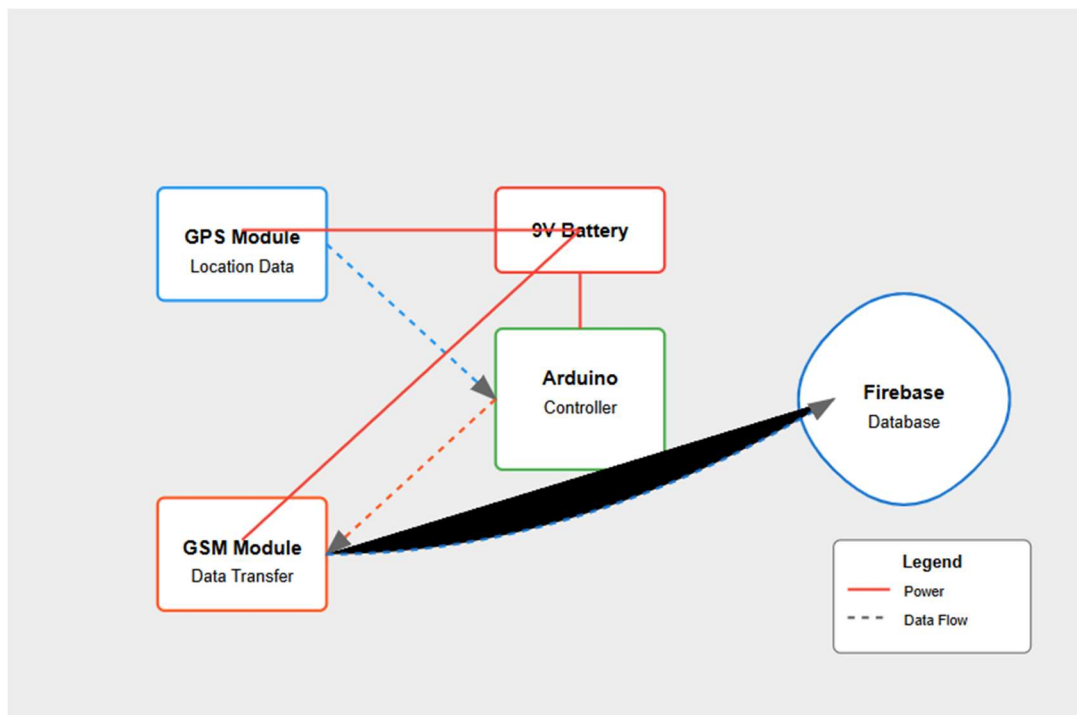 GPS Module
Location Data
9V Battery
Arduino
Controller
Firebase
Database
GSM Module
Data Transfer
Legend
Power
Data Flow